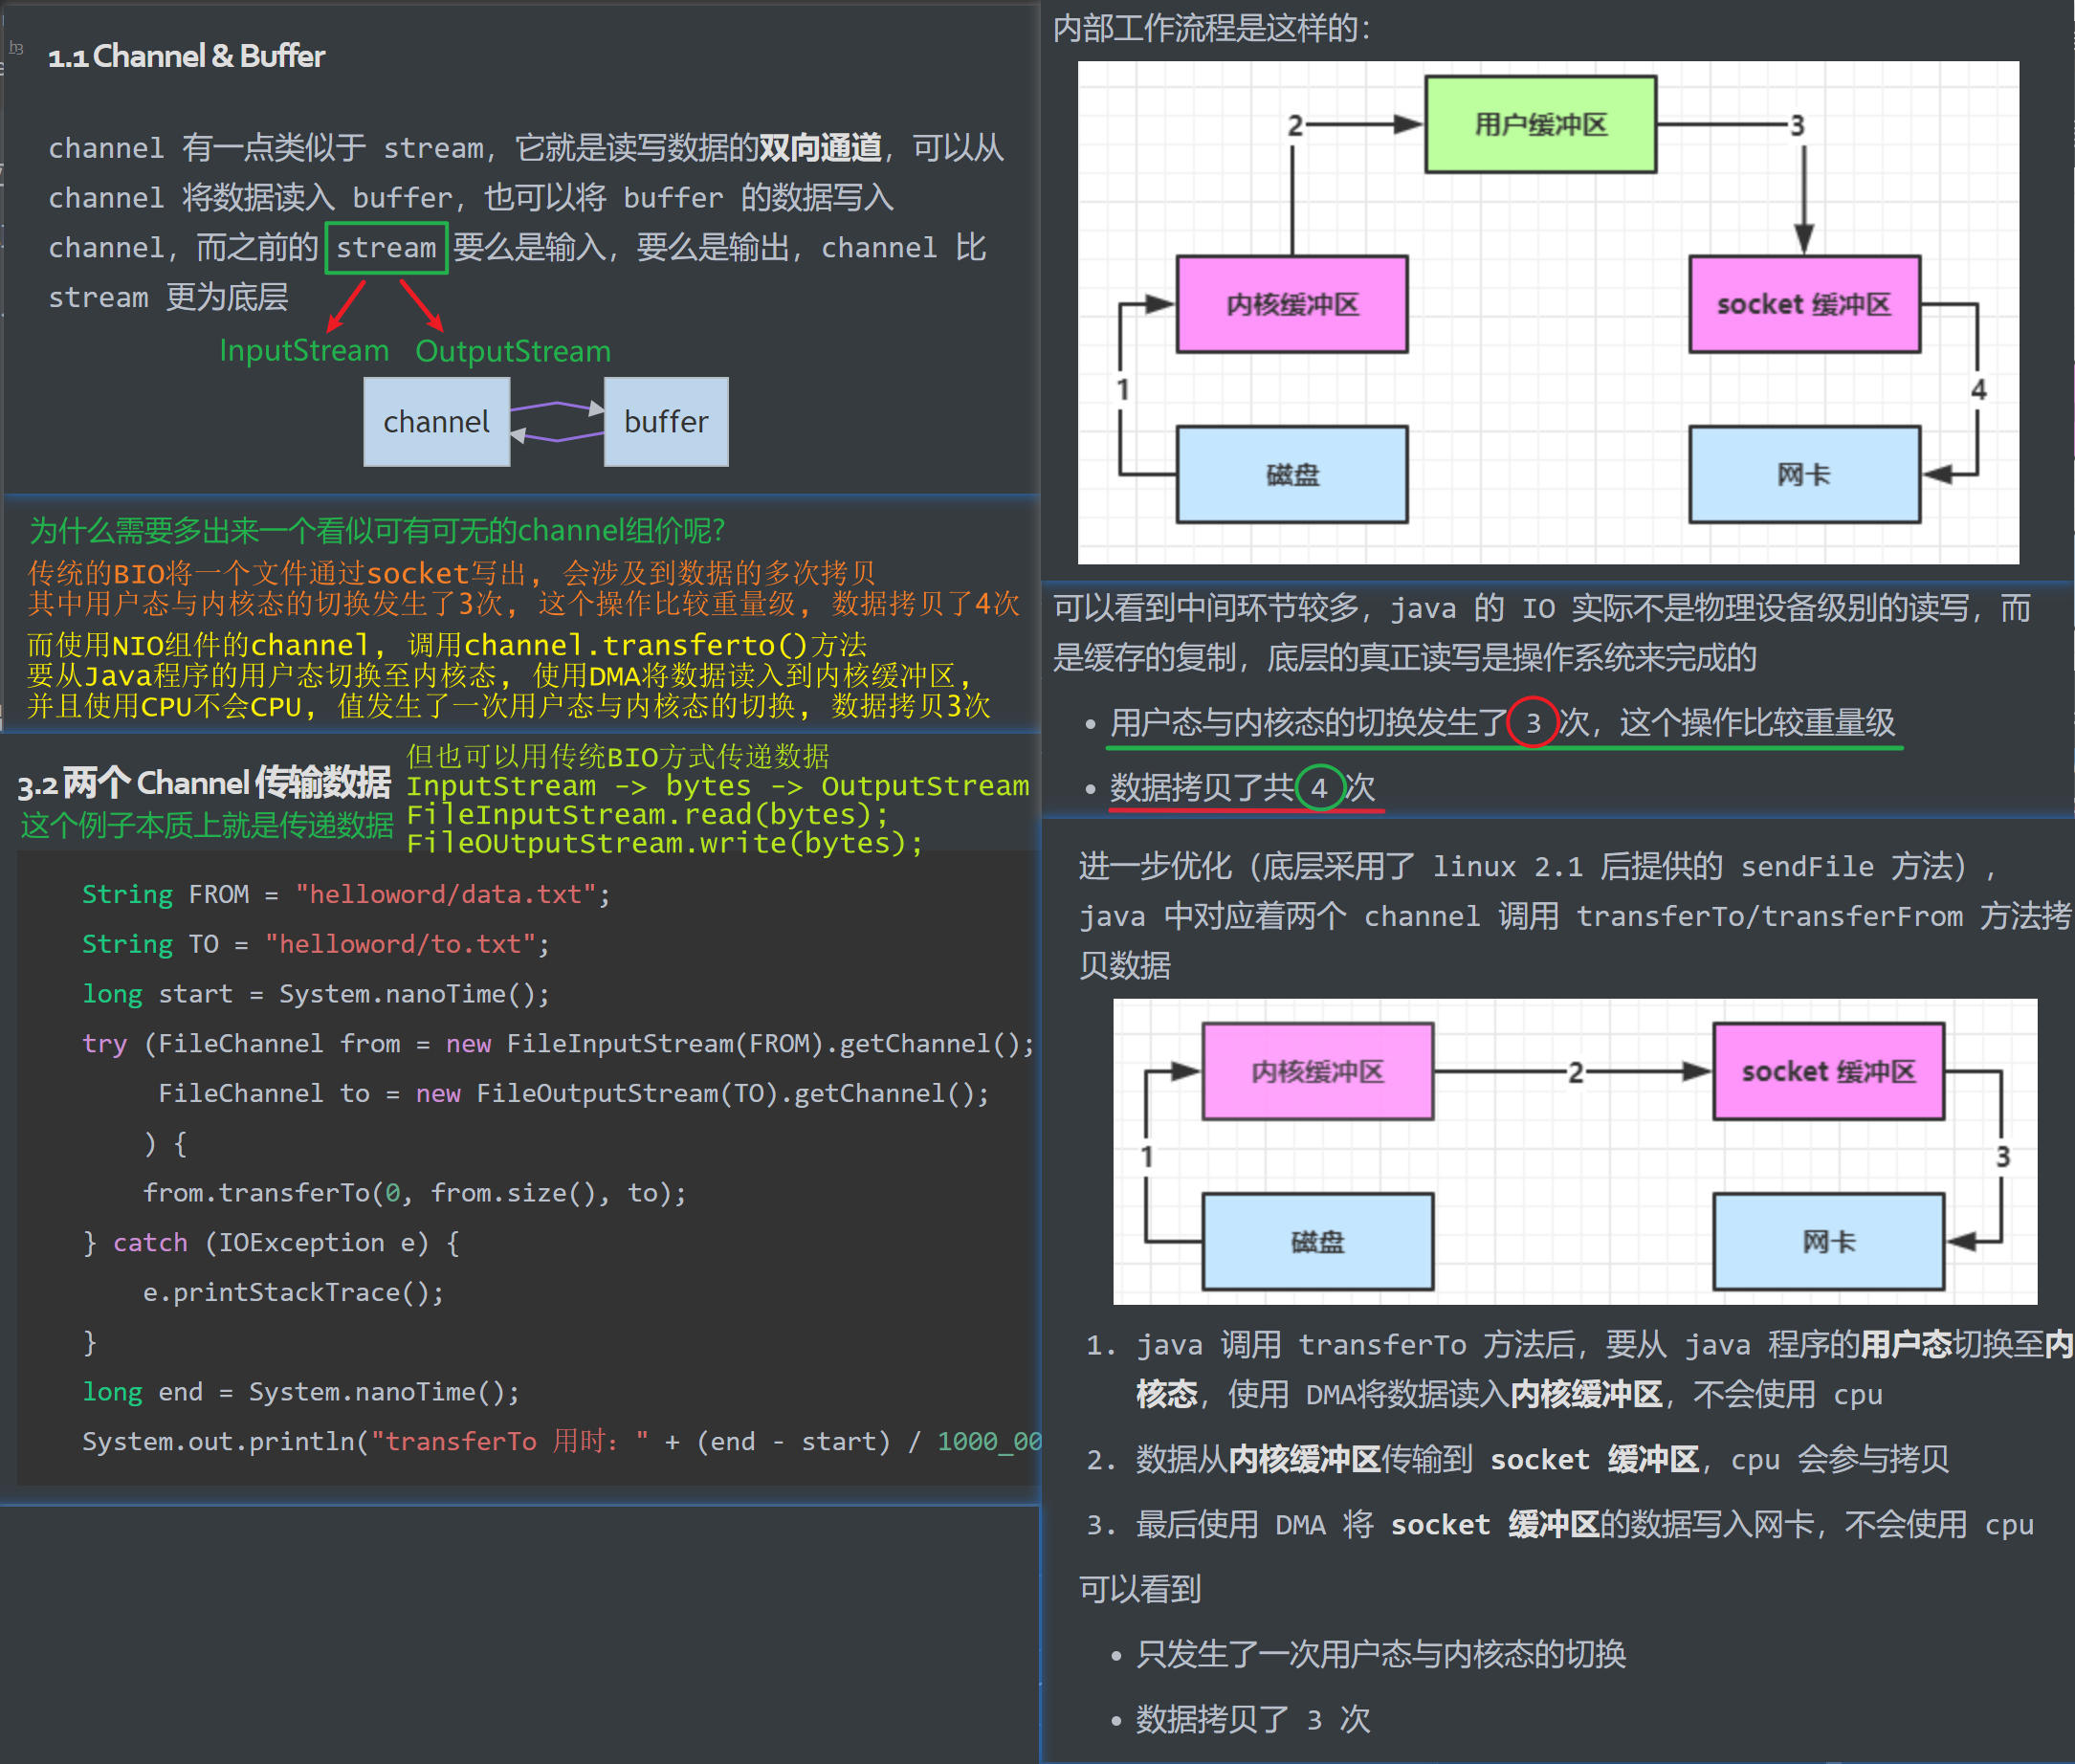 h3
1.1 Channel & Buffer
channel 有一点类似于 stream，它就是读写数据的双向通道，可以从
channel 将数据读入 buffer，也可以将 buffer 的数据写入
channel，而之前的 stream 要么是输入，要么是输出，channel 比
stream 更为底层
InputStream OutputStream
channel buffer
为什么需要多出来一个看似可有可无的channel组价呢?
传统的BIO将一个文件通过socket写出, 会涉及到数据的多次拷贝
其中用户态与内核态的切换发生了3次, 这个操作比较重量级, 数据拷贝了4次
而使用NIO组件的channel, 调用channel.transferto()方法
要从Java程序的用户态切换至内核态, 使用DMA将数据读入到内核缓冲区,
并且使用CPU不会CPU, 值发生了一次用户态与内核态的切换, 数据拷贝3次
3.2 两个 Channel 传输数据
这个例子本质上就是传递数据
但也可以用传统BIO方式传递数据
InputStream -> bytes -> OutputStream
FileInputStream.read(bytes);
FileOUtputStream.write(bytes);
String FROM = "helloword/data.txt";
String TO = "helloword/to.txt";
long start = System.nanoTime();
try (FileChannel from = new FileInputStream(FROM).getChannel();
FileChannel to = new FileOutputStream(TO).getChannel();
) {
from.transferTo(0, from.size(), to);
} catch (IOException e) {
e.printStackTrace();
}
long end = System.nanoTime();
System.out.println("transferTo 用时：" + (end - start) / 1000_00
内部工作流程是这样的：
2 用户缓冲区 3
内核缓冲区 socket 缓冲区
1 4
磁盘 网卡
可以看到中间环节较多，java 的 IO 实际不是物理设备级别的读写，而
是缓存的复制，底层的真正读写是操作系统来完成的
• 用户态与内核态的切换发生了 3 次，这个操作比较重量级
• 数据拷贝了共 4 次
进一步优化（底层采用了 linux 2.1 后提供的 sendFile 方法），
java 中对应着两个 channel 调用 transferTo/transferFrom 方法拷
贝数据
内核缓冲区 2 socket 缓冲区
1 3
磁盘 网卡
1. java 调用 transferTo 方法后，要从 java 程序的用户态切换至内
核态，使用 DMA将数据读入内核缓冲区，不会使用 cpu
2. 数据从内核缓冲区传输到 socket 缓冲区，cpu 会参与拷贝
3. 最后使用 DMA 将 socket 缓冲区的数据写入网卡，不会使用 cpu
可以看到
• 只发生了一次用户态与内核态的切换
• 数据拷贝了 3 次